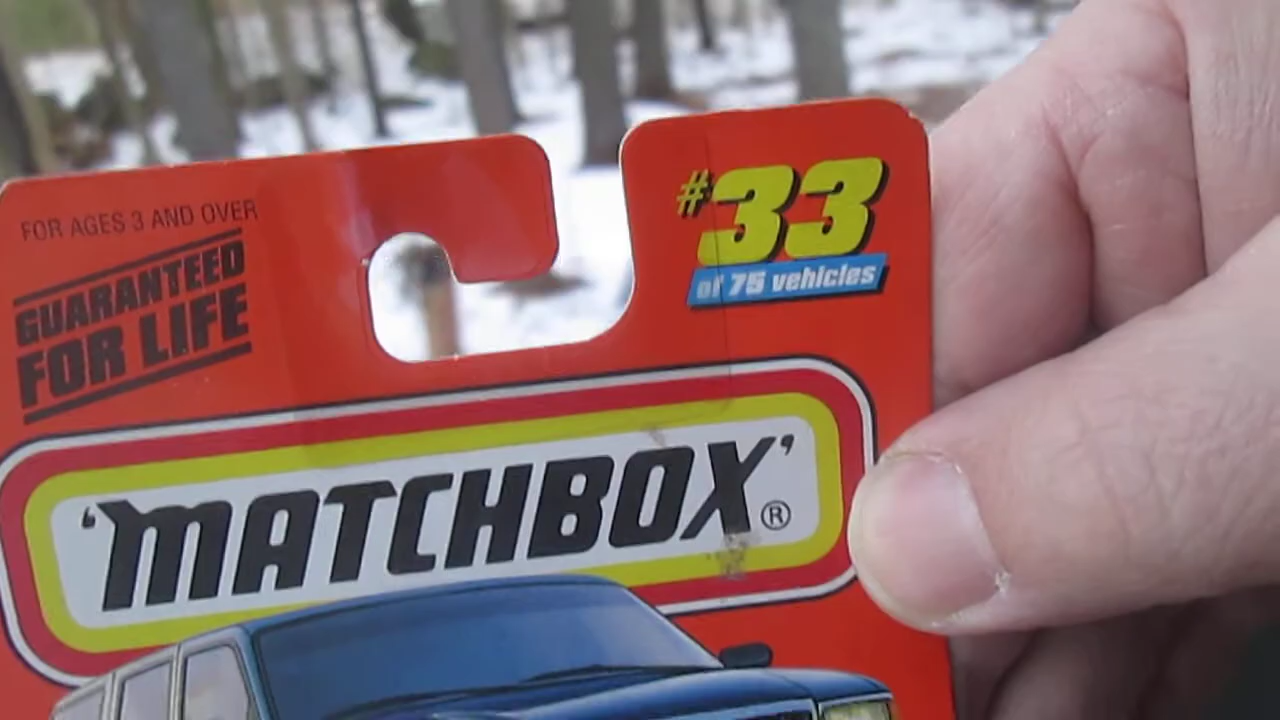 FOR AGES 3 AND OVER
GUARANTEED
FOR LIFE
#33
of 75 vehicles
'MATCHBOX'®